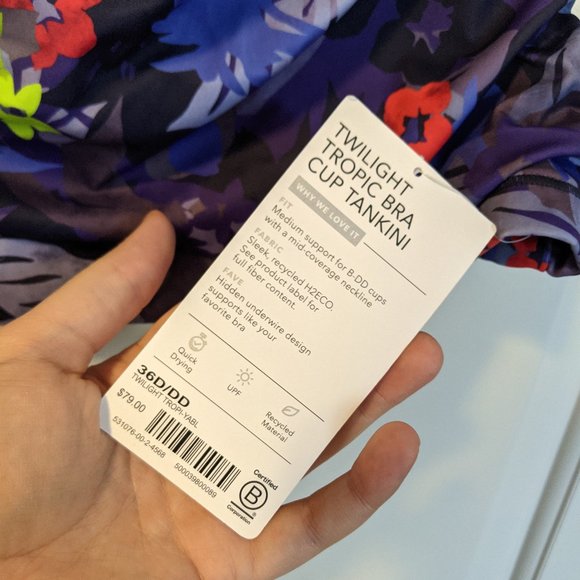 TWILIGHT
TROPIC BRA
CUP TANKINI
WHY WE LOVE IT
FIT
Medium support for B-DD cups
with a mid-coverage neckline
FABRIC
Sleek, recycled H2ECO.
See product label for
full fiber content
FAVE
Hidden underwire design
supports like your
favorite bra
Quick
Drying
UPF
Recycled
Material
36D/DD
TWILIGHT TROPI-YABL
$79.00
531076-00-2-4568
500039800089
Certified
B
®
Corporation